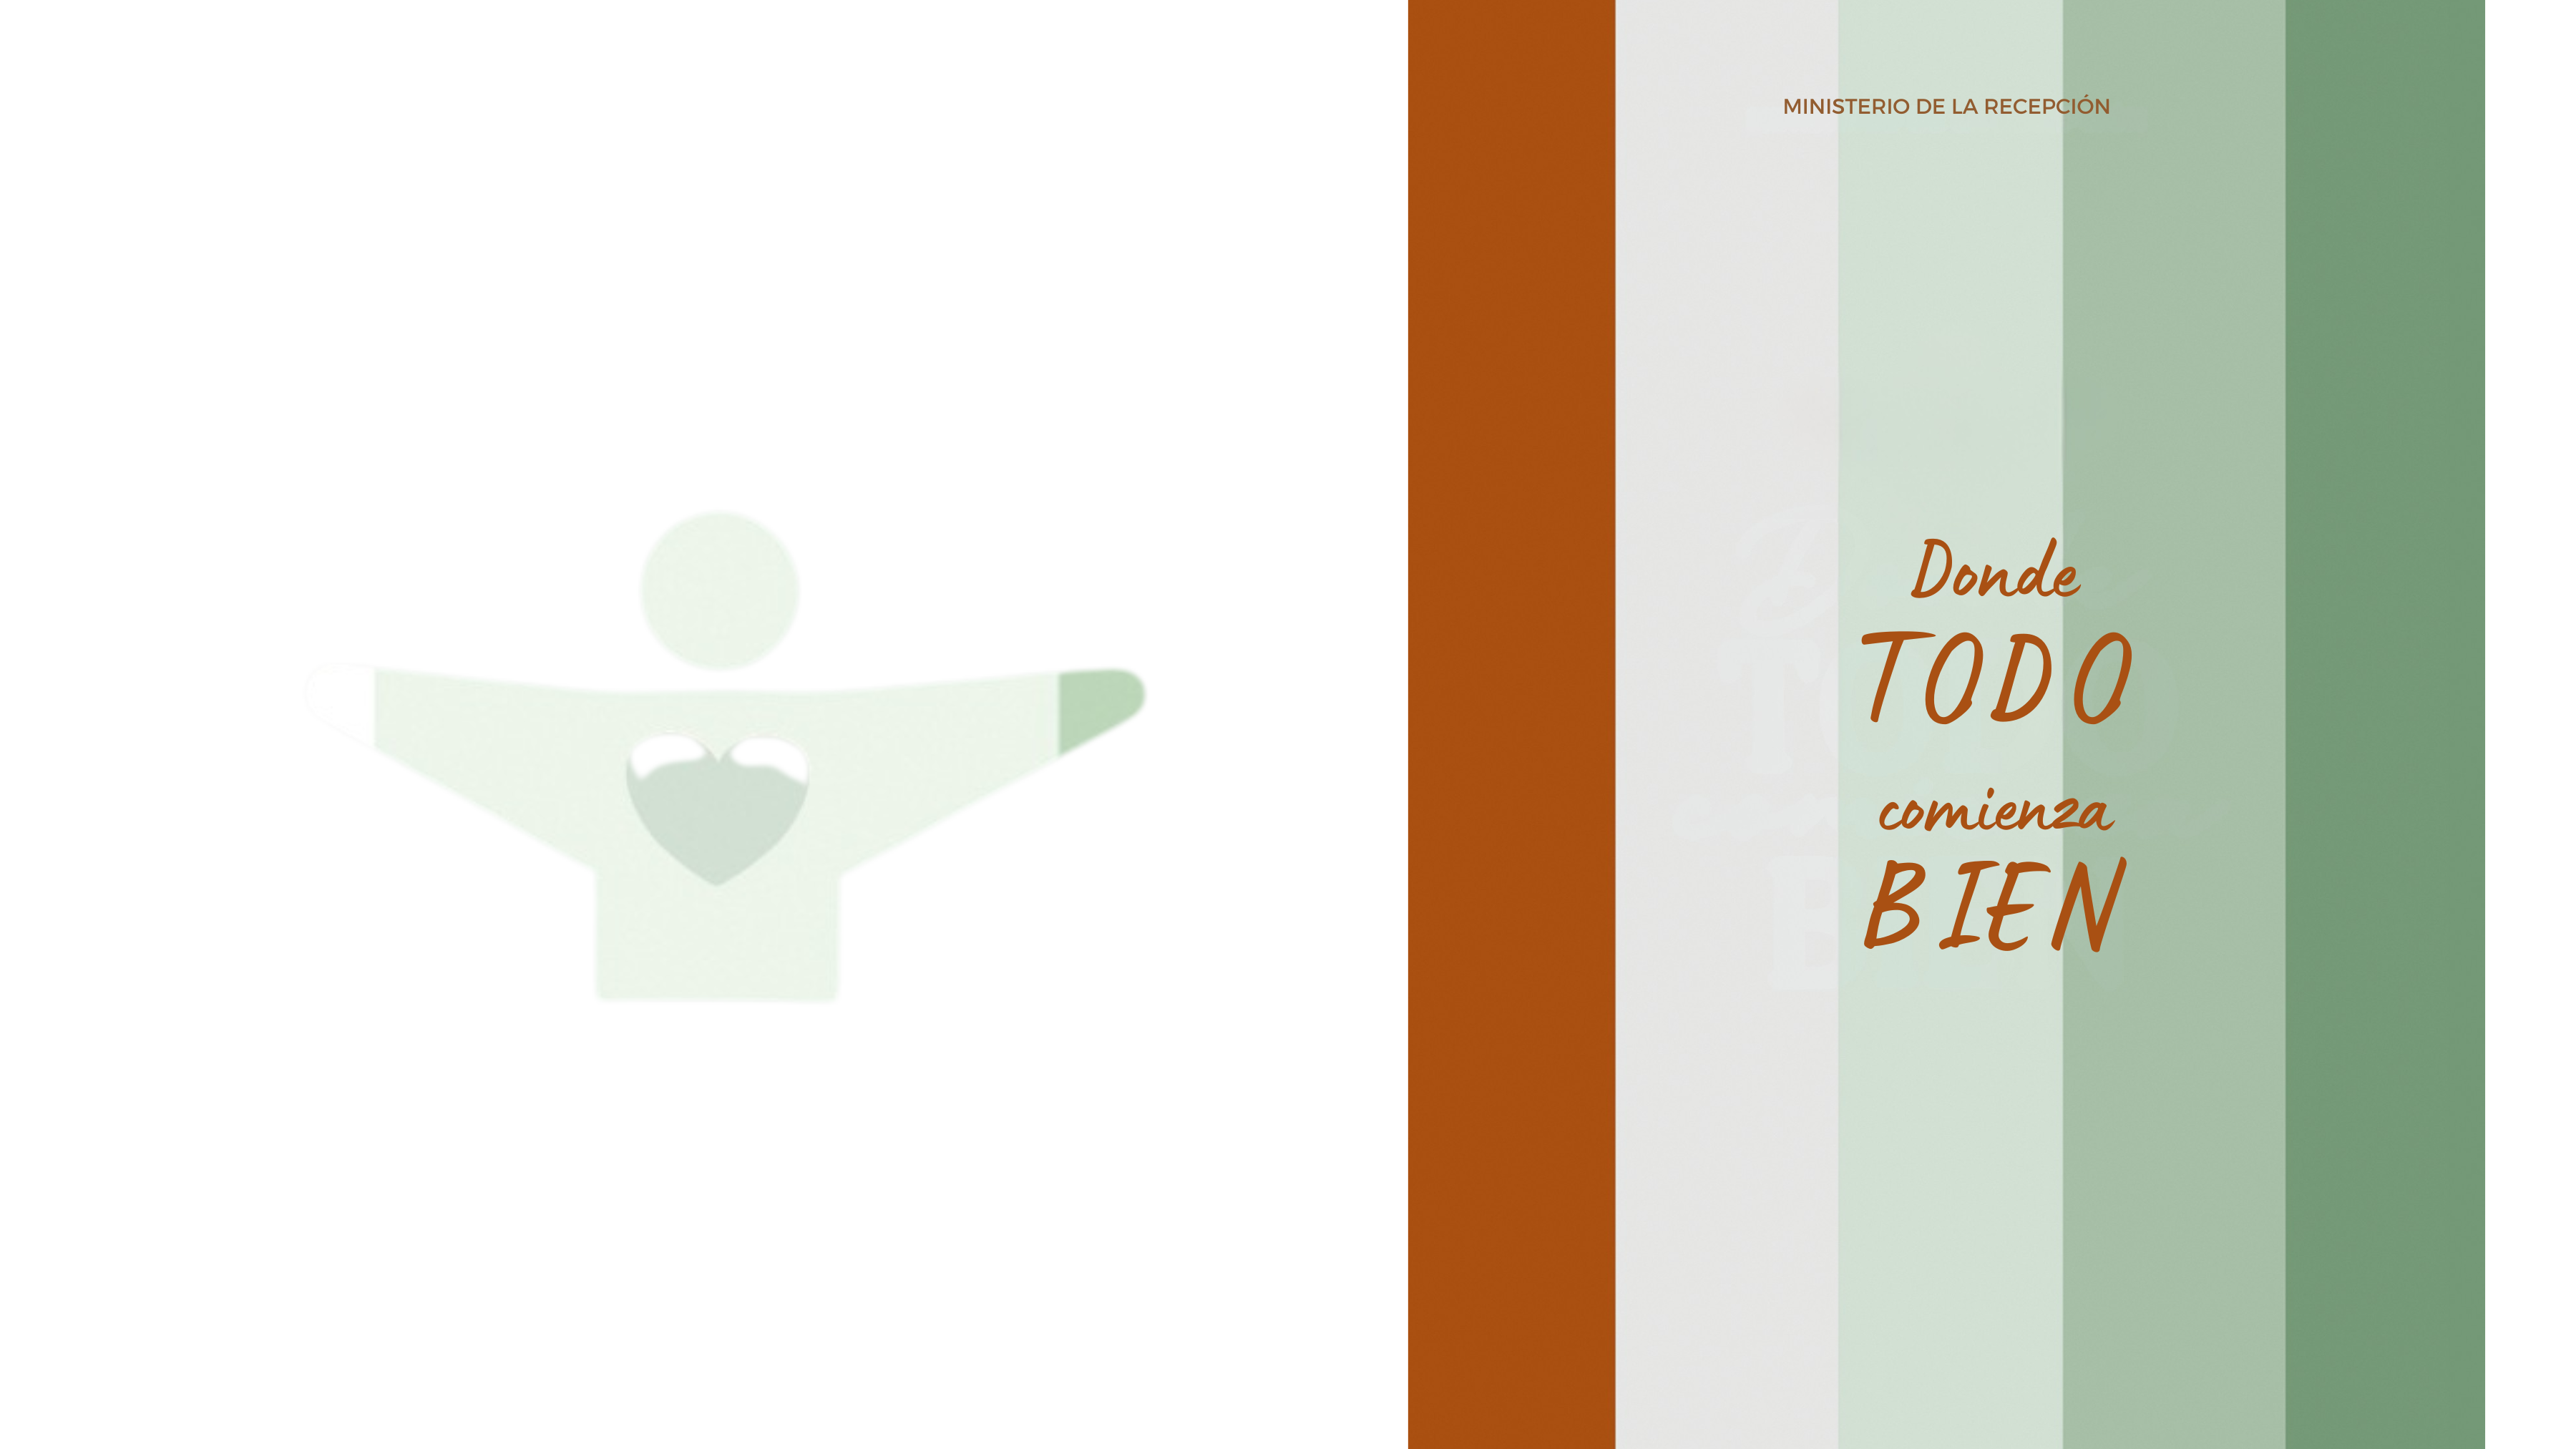 MINISTERIO DE LA RECEPCIÓN
Donde
TODO
comienza
BIEN